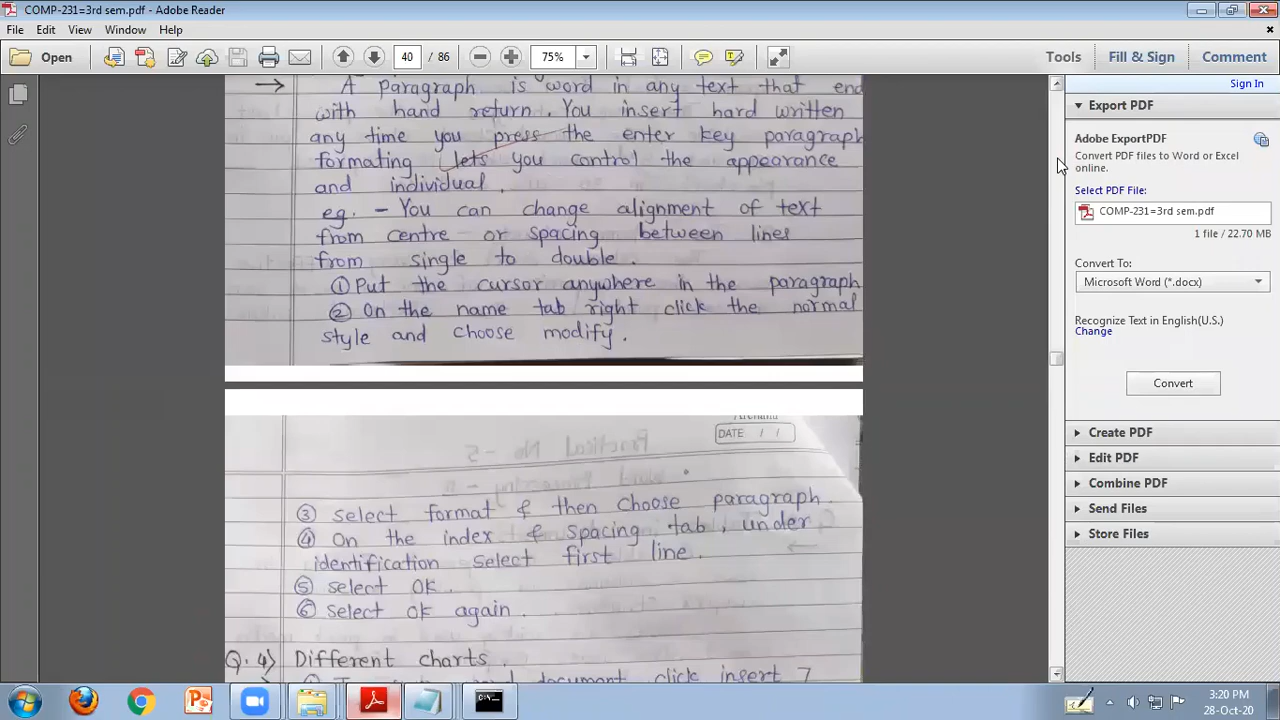 COMP-231=3rd sem.pdf - Adobe Reader
File Edit View Window Help
Open 40 / 86 75% Tools Fill & Sign Comment
Sign In
Export PDF
Adobe ExportPDF
Convert PDF files to Word or Excel
online.
Select PDF File:
COMP-231=3rd sem.pdf
1 file / 22.70 MB
Convert To:
Microsoft Word (*.docx)
Recognize Text in English(U.S.)
Change
Convert
Create PDF
Edit PDF
Combine PDF
Send Files
Store Files
→ A Paragraph is word in any text that end
with hand return. You insert hard written
any time you press the enter key paragraph
formating lets you control the appearance
and individual.
eg. - You can change alignment of text
from centre or spacing between lines
from single to double.
① Put the cursor anywhere in the paragraph
② On the name tab right click the normal
style and choose modify.
DATE / /
③ select format & then choose paragraph.
④ On the index & spacing tab, under
identification select first line.
⑤ select OK.
⑥ select OK again.
Q.4) Different charts.
document, click insert 7
3:20 PM
28-Oct-20